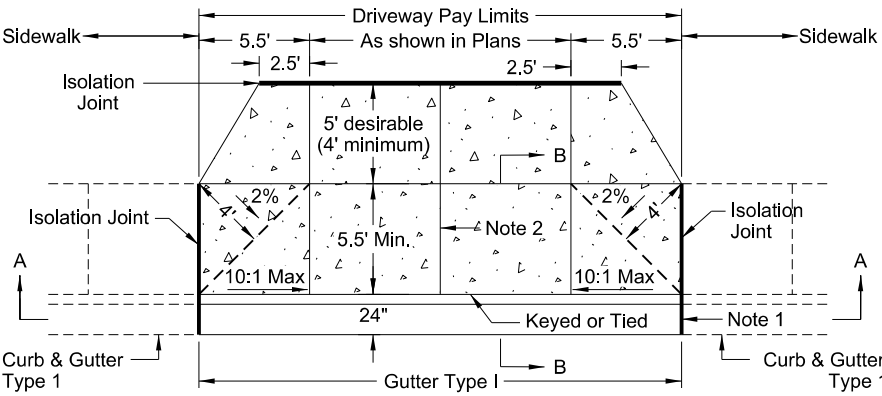 Driveway Pay Limits
Sidewalk
5.5'
As shown in Plans
5.5'
Sidewalk
2.5'
2.5'
Isolation
Joint
5' desirable
(4' minimum)
B
2%
4'
2%
4'
Isolation Joint
Note 2
Isolation
Joint
5.5' Min.
A
10:1 Max
10:1 Max
A
24"
Keyed or Tied
Note 1
Curb & Gutter
Type 1
B
Curb & Gutter
Type 1
Gutter Type I